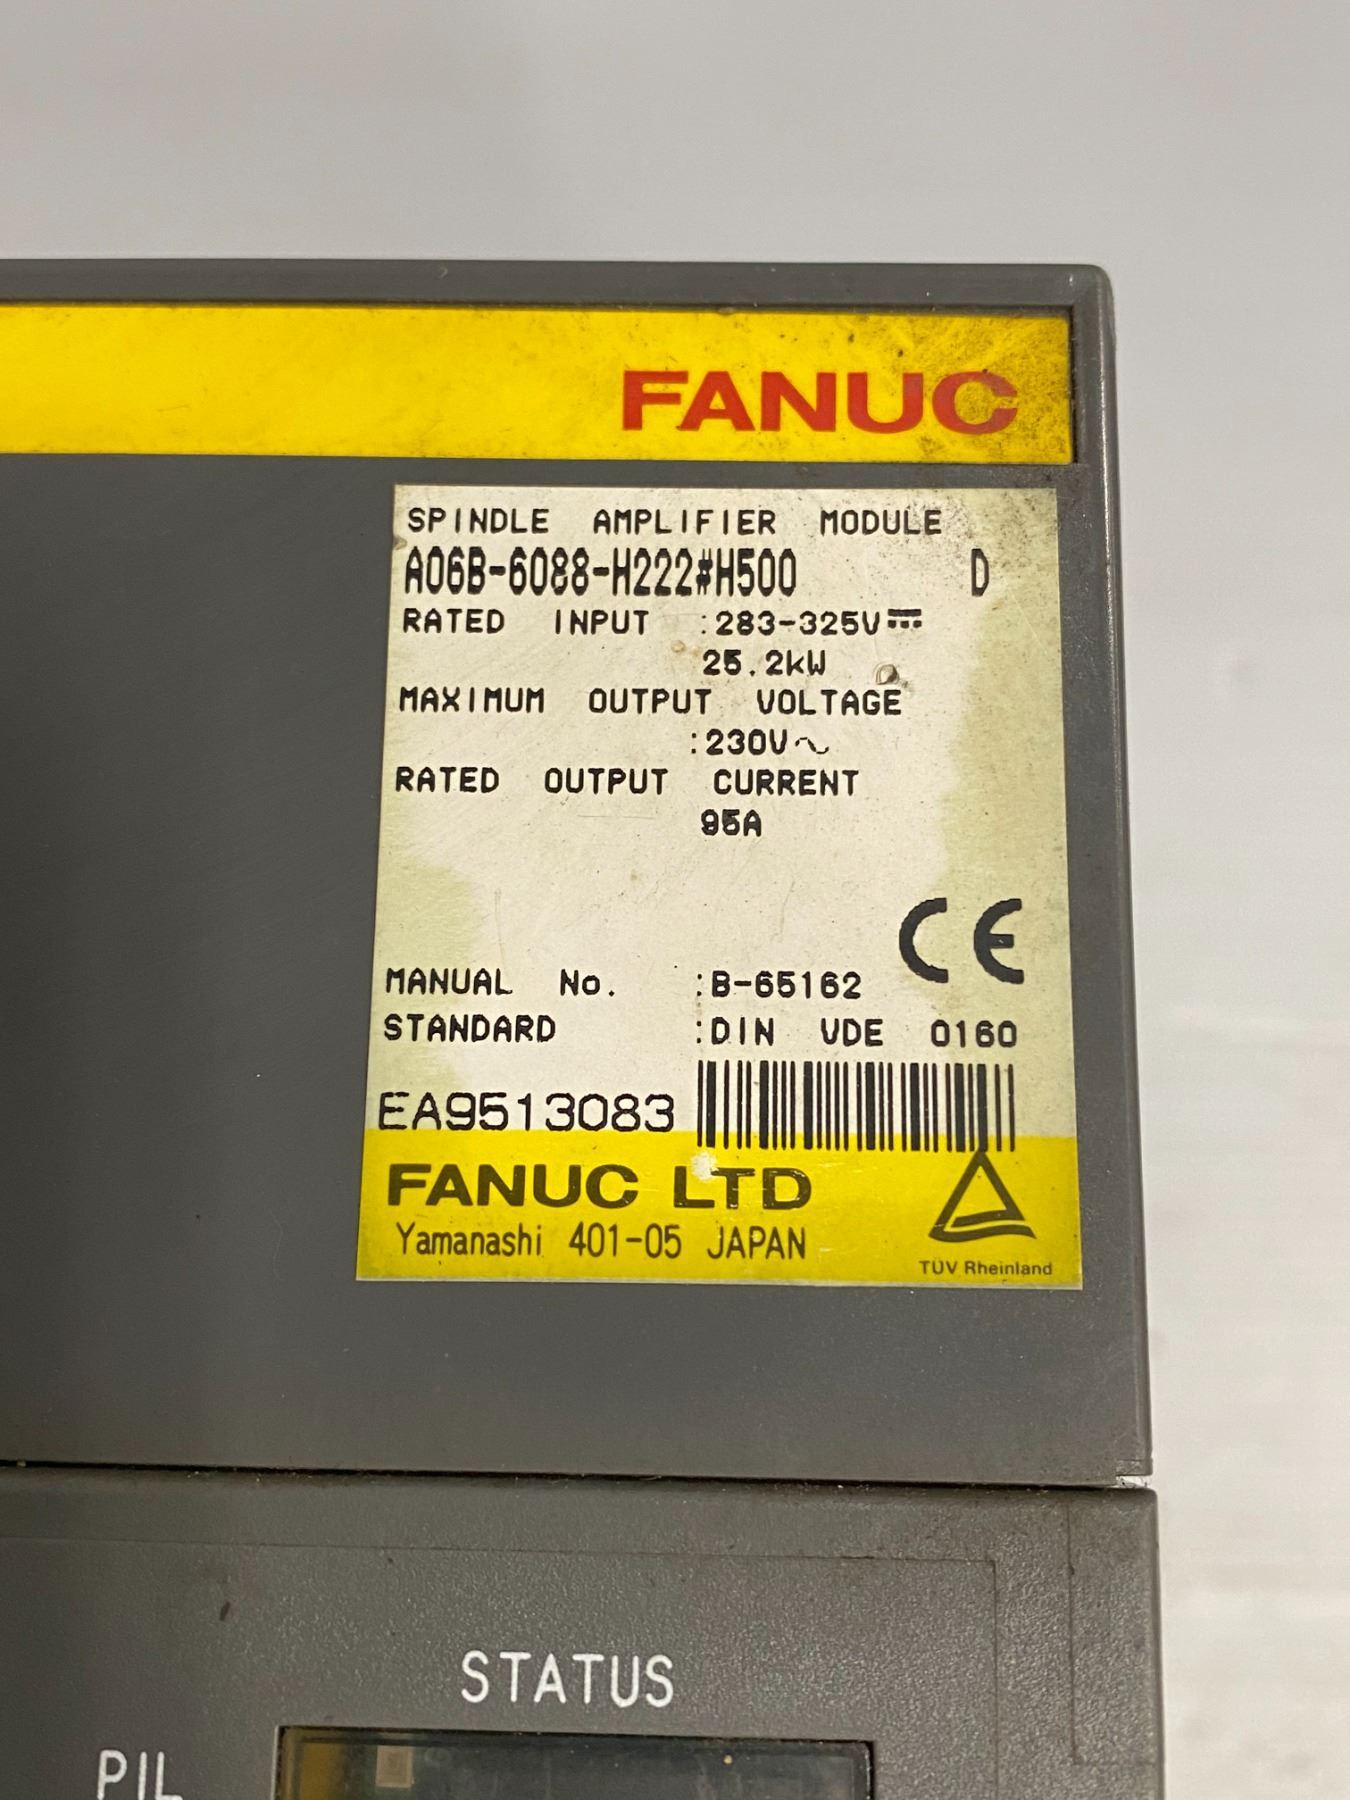 FANUC
SPINDLE AMPLIFIER MODULE
A06B-6088-H222#H500 D
RATED INPUT :283-325V⎓
25.2kW
MAXIMUM OUTPUT VOLTAGE
:230V∿
RATED OUTPUT CURRENT
95A
CE
MANUAL No. :B-65162
STANDARD :DIN VDE 0160
EA9513083
FANUC LTD
Yamanashi 401-05 JAPAN
TÜV Rheinland
STATUS
PIL